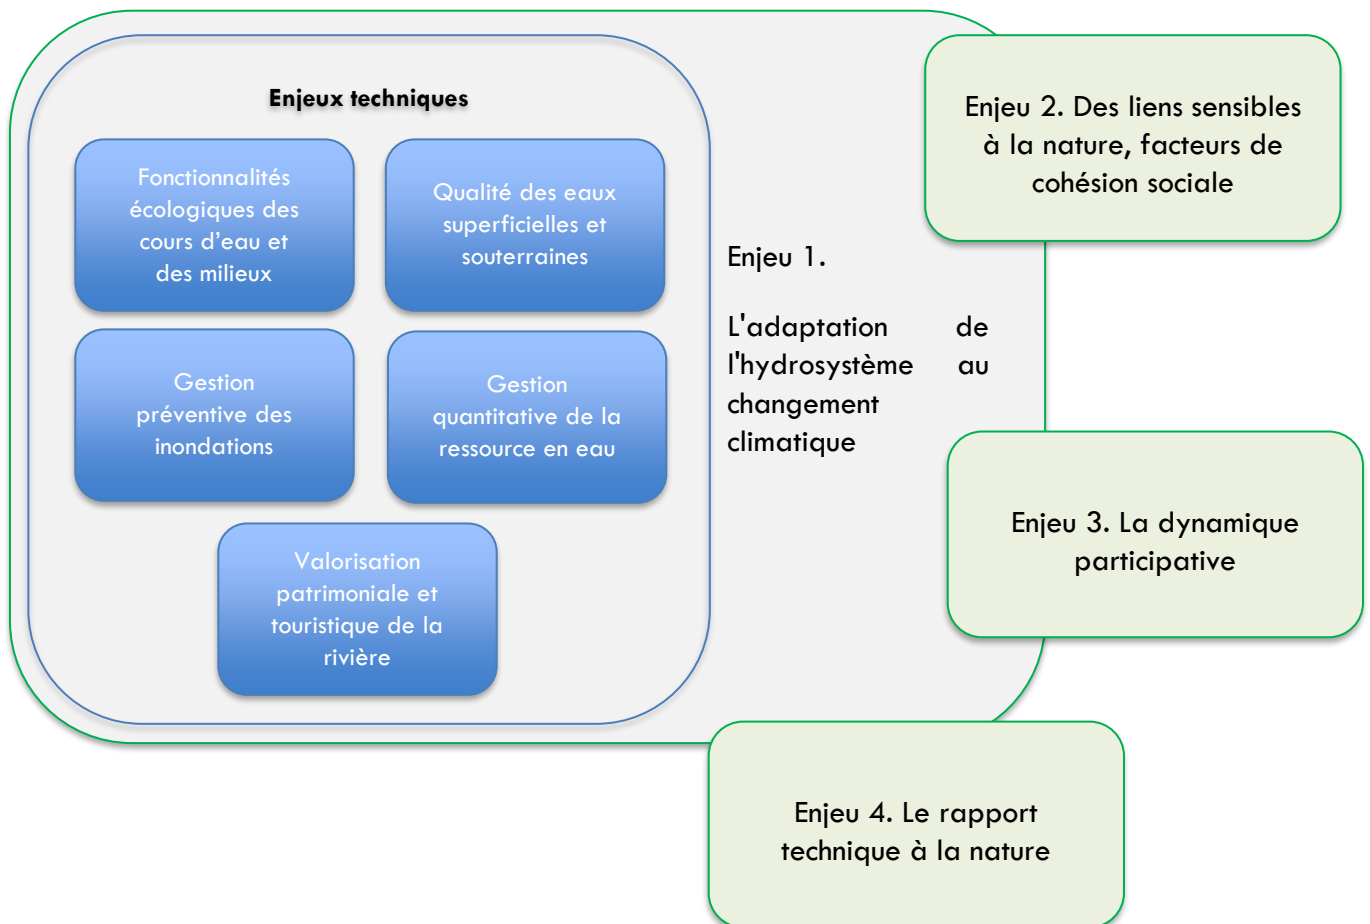 Enjeux techniques
Fonctionnalités
écologiques des
cours d’eau et
des milieux
Qualité des eaux
superficielles et
souterraines
Gestion
préventive des
inondations
Gestion
quantitative de la
ressource en eau
Valorisation
patrimoniale et
touristique de la
rivière
Enjeu 1.
L'adaptation de
l'hydrosystème au
changement
climatique
Enjeu 2. Des liens sensibles
à la nature, facteurs de
cohésion sociale
Enjeu 3. La dynamique
participative
Enjeu 4. Le rapport
technique à la nature